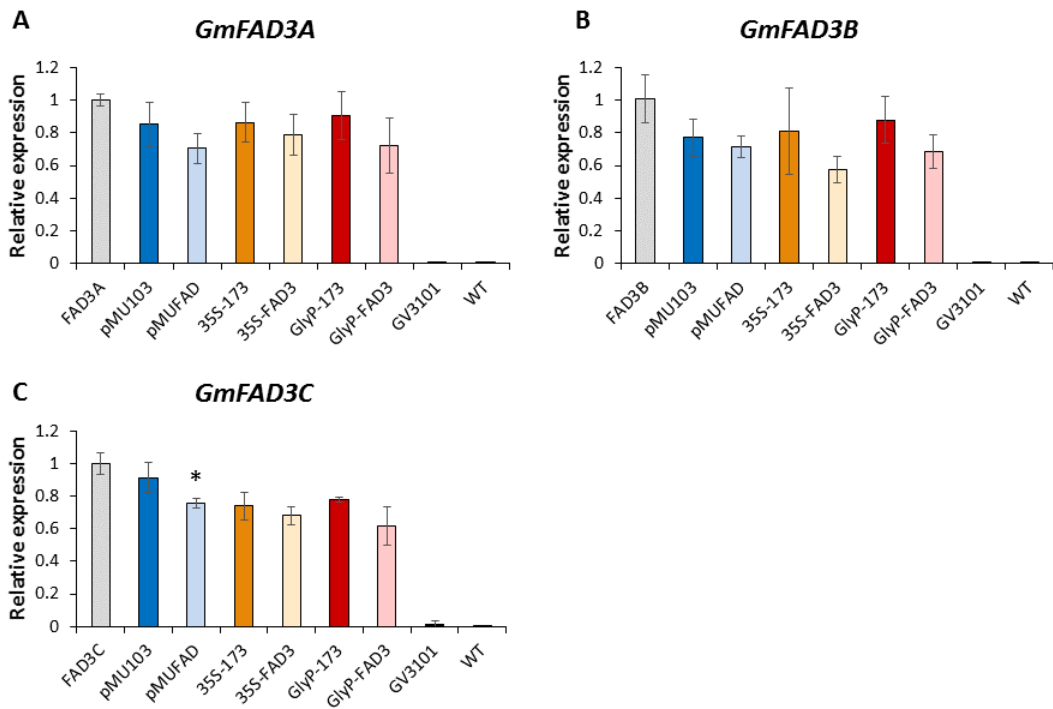 A
GmFAD3A
Relative expression
1.2
1
0.8
0.6
0.4
0.2
0
FAD3A
pMU103
pMUFAD
35S-173
35S-FAD3
GlyP-173
GlyP-FAD3
GV3101
WT
B
GmFAD3B
Relative expression
1.2
1
0.8
0.6
0.4
0.2
0
FAD3B
pMU103
pMUFAD
35S-173
35S-FAD3
GlyP-173
GlyP-FAD3
GV3101
WT
C
GmFAD3C
Relative expression
1.2
1
0.8
0.6
0.4
0.2
0
*
FAD3C
pMU103
pMUFAD
35S-173
35S-FAD3
GlyP-173
GlyP-FAD3
GV3101
WT